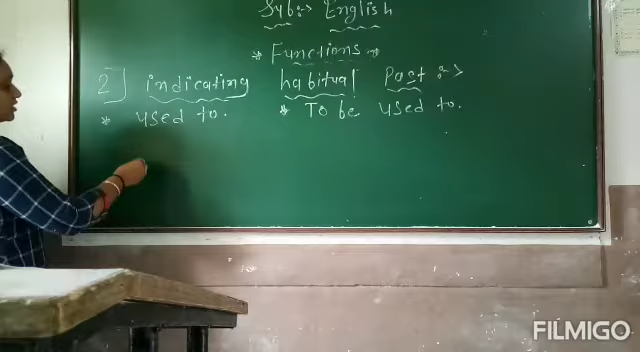 Sub:→ English
* Functions *
2] indicating habitual Past :→
* used to. * To be used to.
FILMIGO